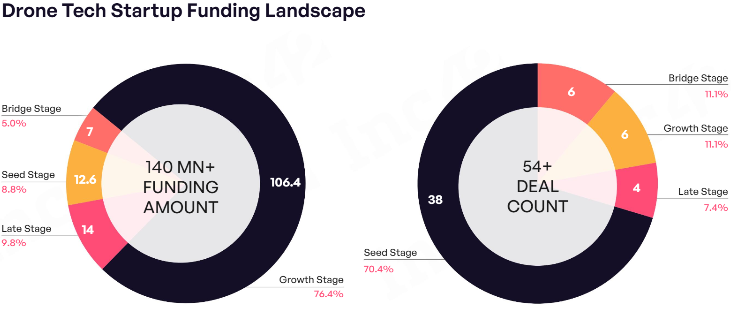 Drone Tech Startup Funding Landscape
Bridge Stage
5.0%
7
Seed Stage
8.8%
12.6
Late Stage
9.8%
14
140 MN+
FUNDING
AMOUNT
106.4
Growth Stage
76.4%
Bridge Stage
11.1%
6
Growth Stage
11.1%
6
Late Stage
7.4%
4
54+
DEAL
COUNT
38
Seed Stage
70.4%